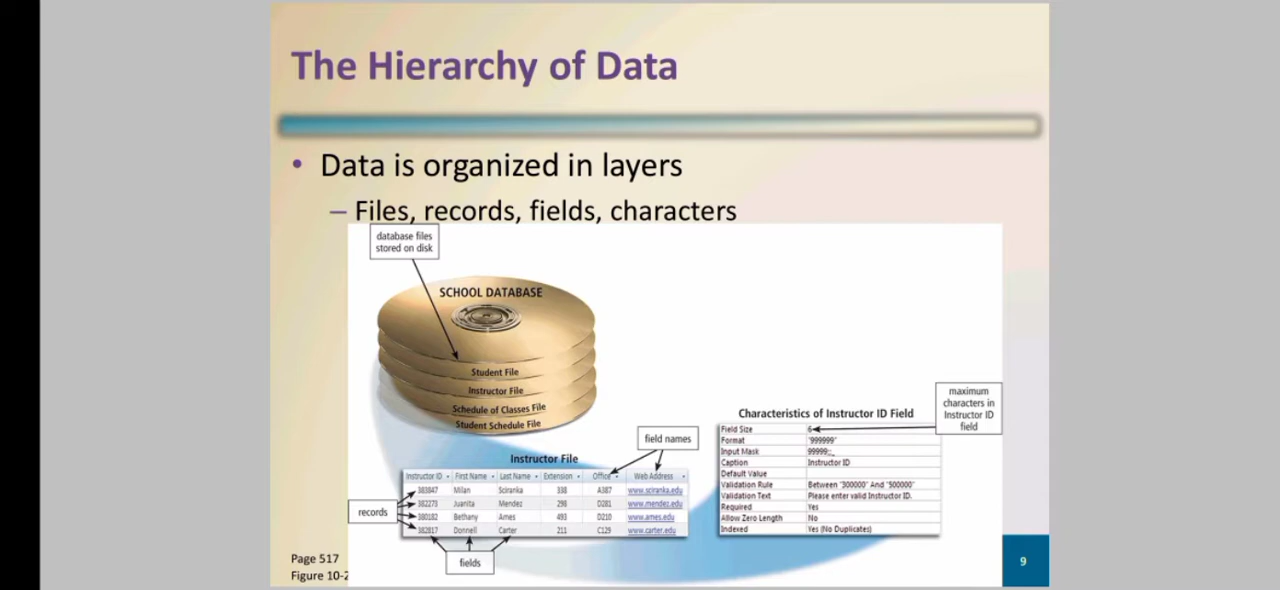 The Hierarchy of Data
• Data is organized in layers
– Files, records, fields, characters
database files
stored on disk
SCHOOL DATABASE
Student File
Instructor File
Schedule of Classes File
Student Schedule File
maximum
characters in
Instructor ID
field
Characteristics of Instructor ID Field
Field Size 6
Format '999999'
Input Mask 99999;;_
Caption Instructor ID
Default Value
Validation Rule Between '300000' And '500000'
Validation Text Please enter valid Instructor ID.
Required Yes
Allow Zero Length No
Indexed Yes (No Duplicates)
field names
Instructor File
Instructor ID First Name Last Name Extension Office Web Address
383847 Milan Sciranka 338 A387 www.sciranka.edu
382273 Juanita Mendez 298 D281 www.mendez.edu
380182 Bethany Ames 493 D210 www.ames.edu
382817 Donnell Carter 211 C129 www.carter.edu
records
fields
Page 517
Figure 10-2
9